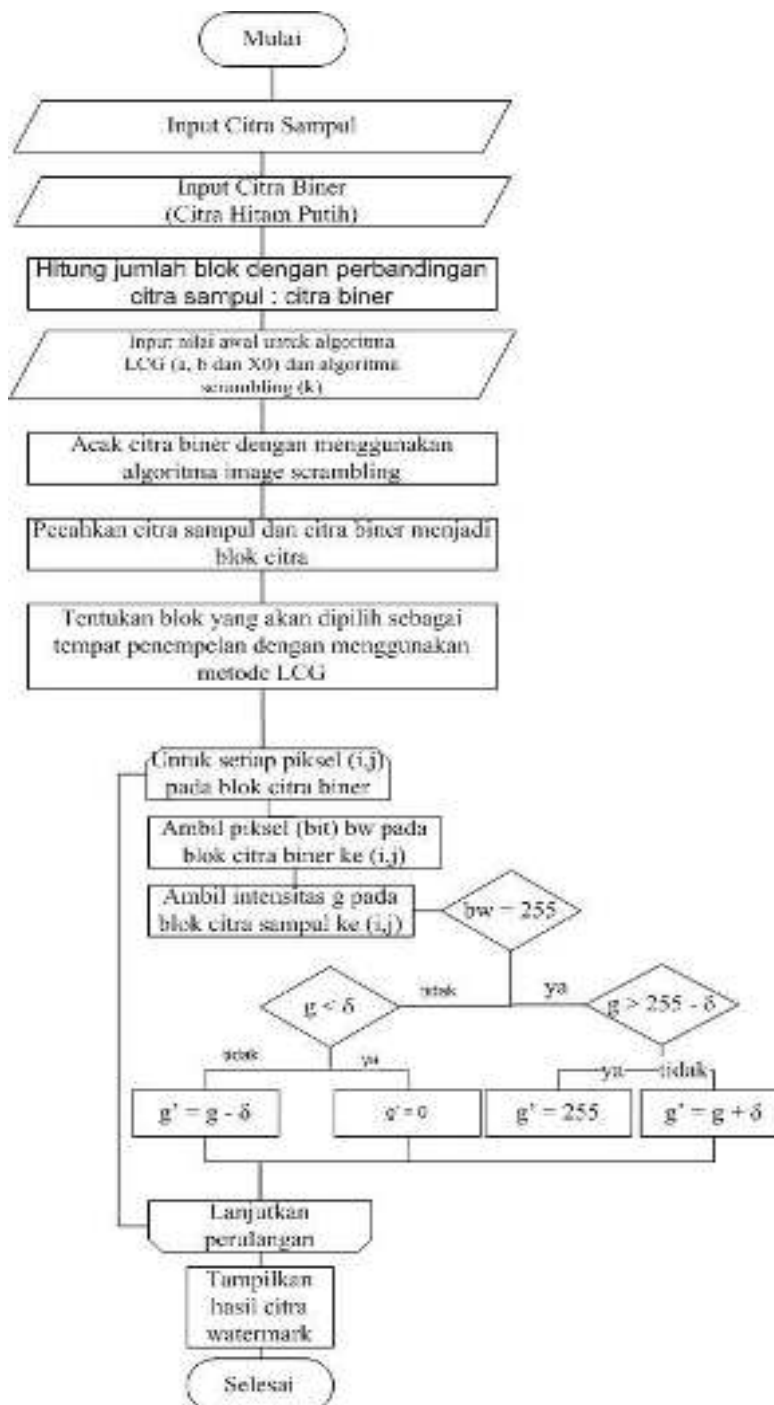 Mulai
Input Citra Sampul
Input Citra Biner
(Citra Hitam Putih)
Hitung jumlah blok dengan perbandingan
citra sampul : citra biner
Input nilai awal untuk algoritma
LCG (a, b dan X0) dan algoritma
scrambling (k)
Acak citra biner dengan menggunakan
algoritma image scrambling
Pecahkan citra sampul dan citra biner menjadi
blok citra
Tentukan blok yang akan dipilih sebagai
tempat penempelan dengan menggunakan
metode LCG
Untuk setiap piksel (i,j)
pada blok citra biner
Ambil piksel (bit) bw pada
blok citra biner ke (i,j)
Ambil intensitas g pada
blok citra sampul ke (i,j)
bw = 255
tidak
ya
g < δ
g > 255 - δ
tidak
ya
ya
tidak
g' = g - δ
g' = 0
g' = 255
g' = g + δ
Lanjutkan
perulangan
Tampilkan
hasil citra
watermark
Selesai